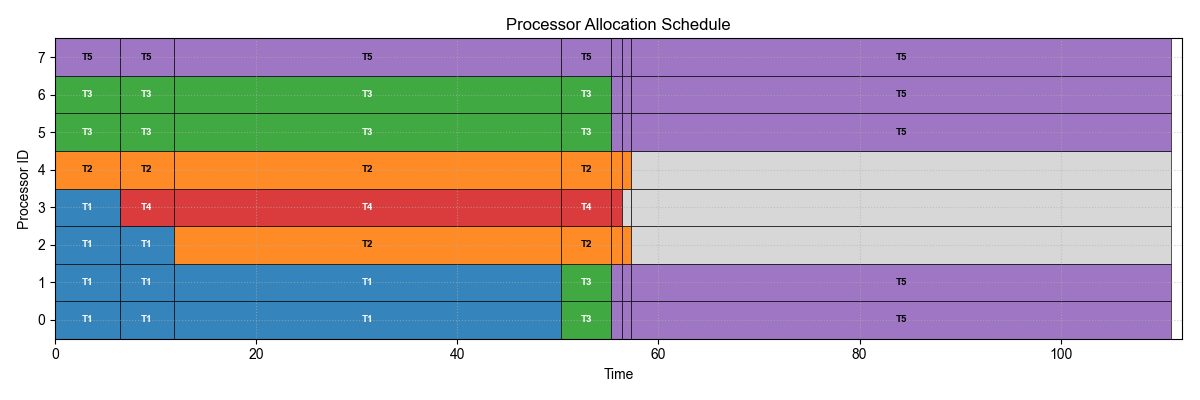 Processor Allocation Schedule
Processor ID
7 T5 T5 T5 T5 T5
6 T3 T3 T3 T3 T5
5 T3 T3 T3 T3 T5
4 T2 T2 T2 T2
3 T1 T4 T4 T4
2 T1 T1 T2 T2
1 T1 T1 T1 T3 T5
0 T1 T1 T1 T3 T5
0 20 40 60 80 100
Time